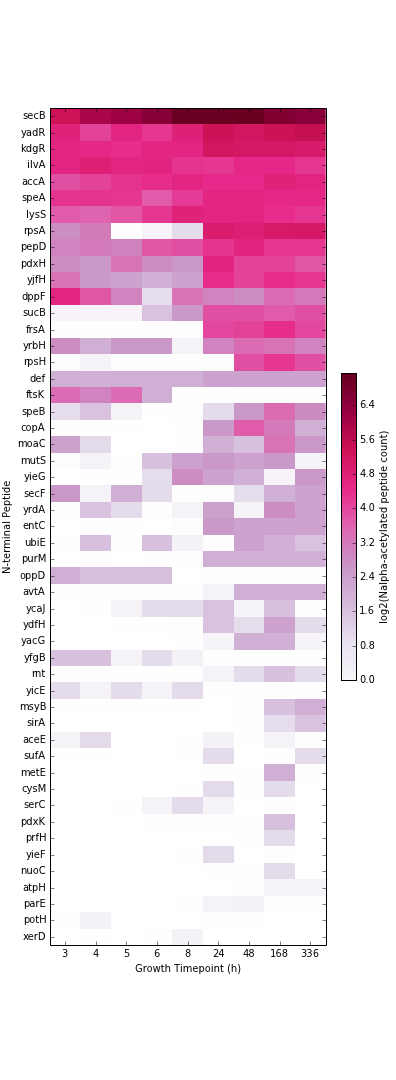 secB
yadR
kdgR
ilvA
accA
speA
lysS
rpsA
pepD
pdxH
yjfH
dppF
sucB
frsA
yrbH
rpsH
def
ftsK
speB
copA
moaC
mutS
yieG
secF
yrdA
entC
ubiE
purM
oppD
avtA
ycaJ
ydfH
yacG
yfgB
rnt
yicE
msyB
sirA
aceE
sufA
metE
cysM
serC
pdxK
prfH
yieF
nuoC
atpH
parE
potH
xerD
N-terminal Peptide
3 4 5 6 8 24 48 168 336
Growth Timepoint (h)
6.4
5.6
4.8
4.0
3.2
2.4
1.6
0.8
0.0
log2(Nalpha-acetylated peptide count)